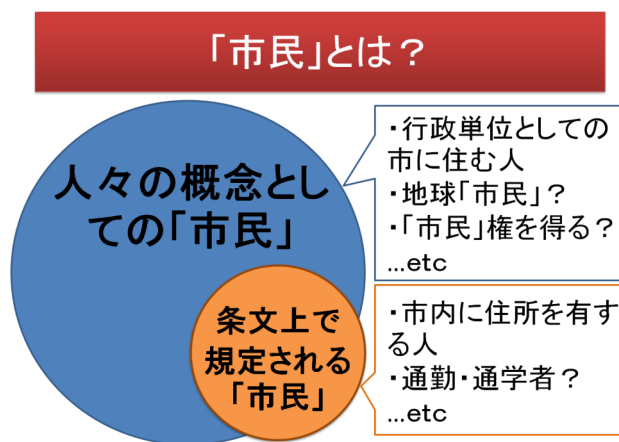 「市民」とは？
人々の概念とし
ての「市民」
・行政単位としての
市に住む人
・地球「市民」？
・「市民」権を得る？
...etc
条文上で
規定される
「市民」
・市内に住所を有す
る人
・通勤・通学者？
...etc